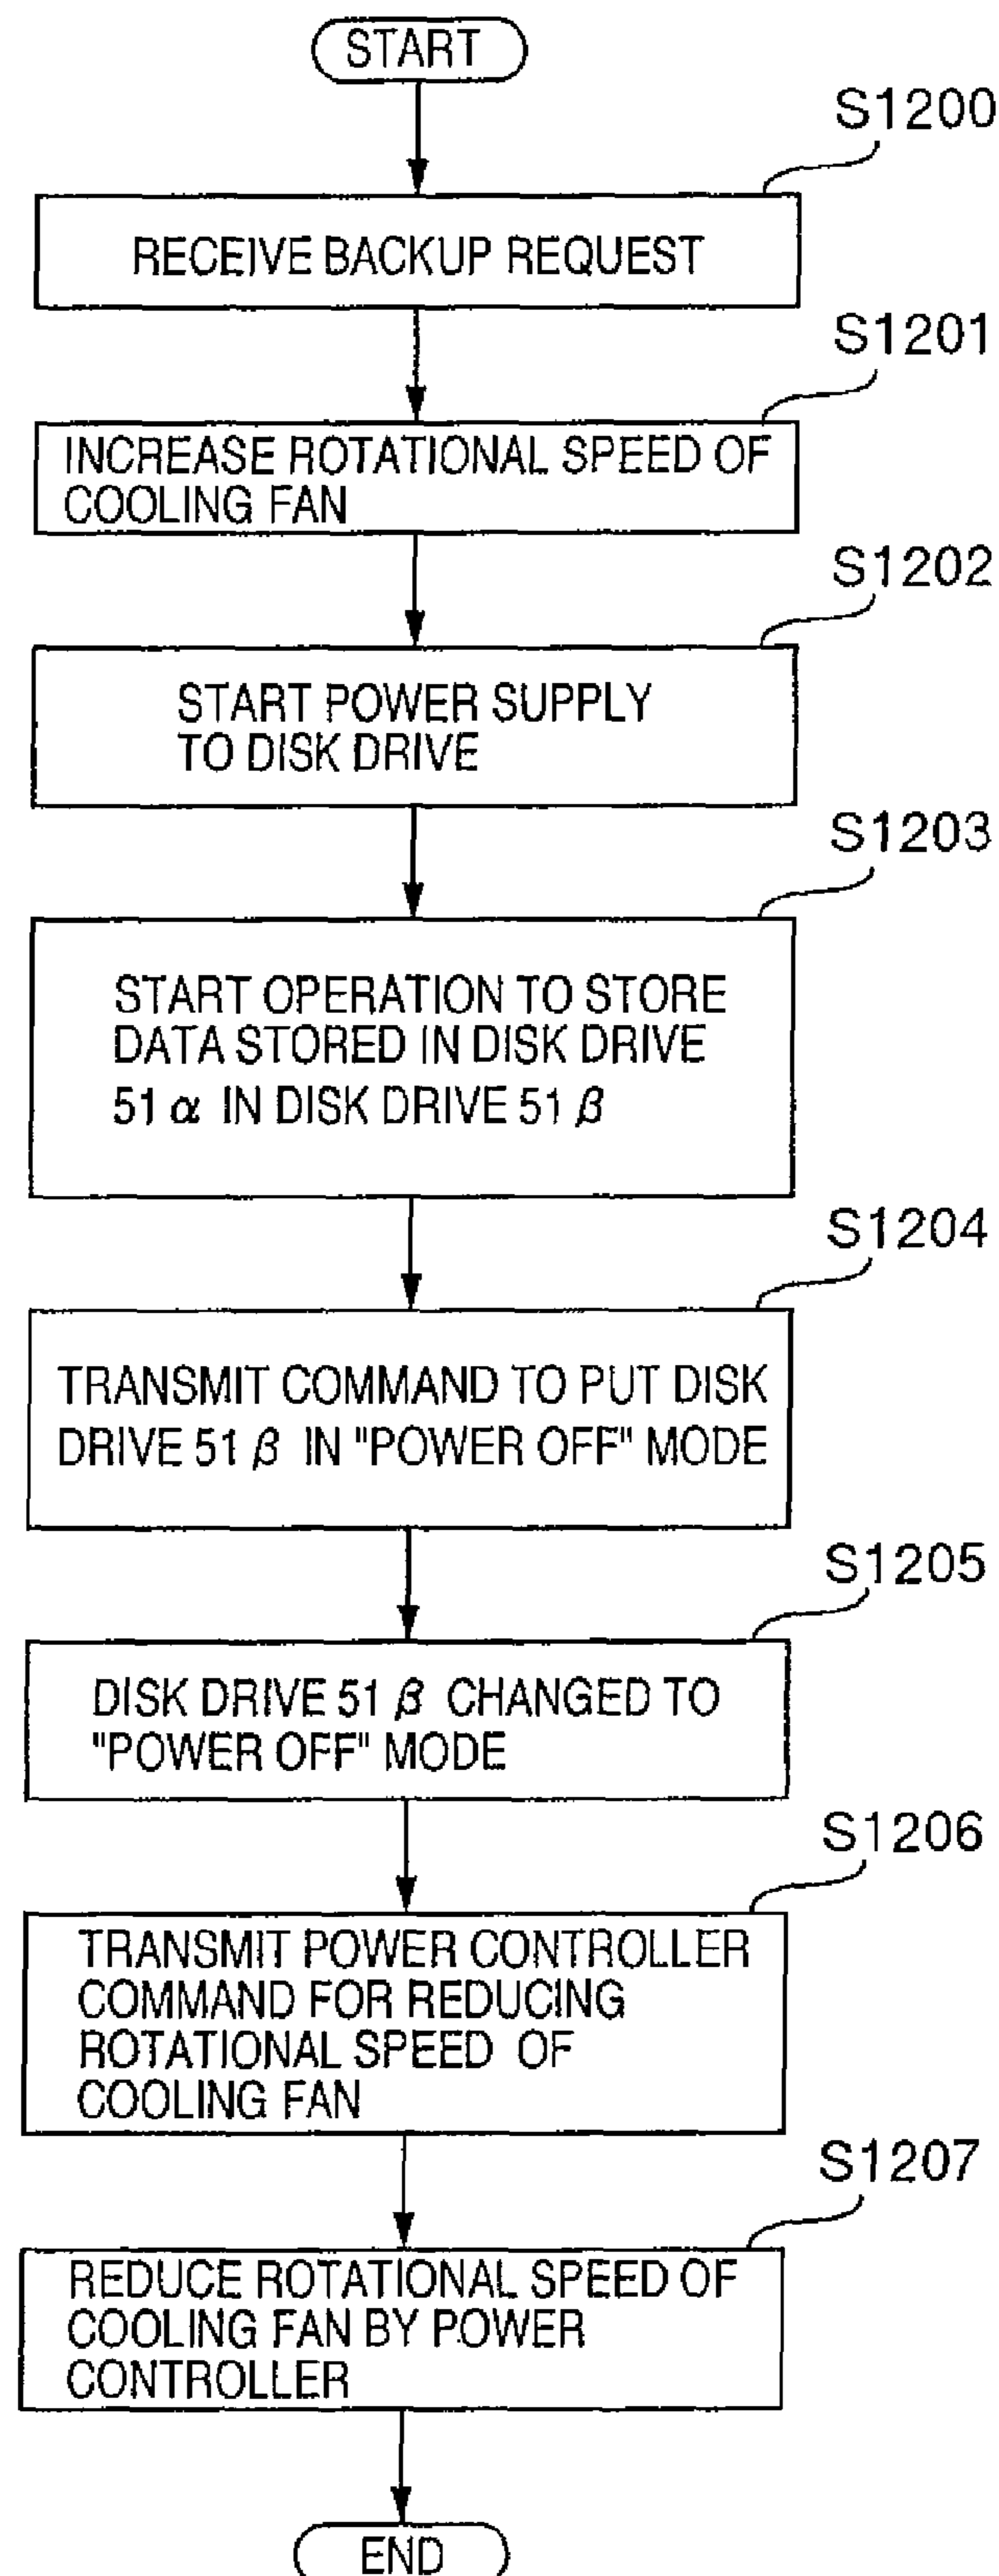 START
S1200
RECEIVE BACKUP REQUEST
S1201
INCREASE ROTATIONAL SPEED OF
COOLING FAN
S1202
START POWER SUPPLY
TO DISK DRIVE
S1203
START OPERATION TO STORE
DATA STORED IN DISK DRIVE
51 α IN DISK DRIVE 51 β
S1204
TRANSMIT COMMAND TO PUT DISK
DRIVE 51 β IN "POWER OFF" MODE
S1205
DISK DRIVE 51 β CHANGED TO
"POWER OFF" MODE
S1206
TRANSMIT POWER CONTROLLER
COMMAND FOR REDUCING
ROTATIONAL SPEED OF
COOLING FAN
S1207
REDUCE ROTATIONAL SPEED OF
COOLING FAN BY POWER
CONTROLLER
END